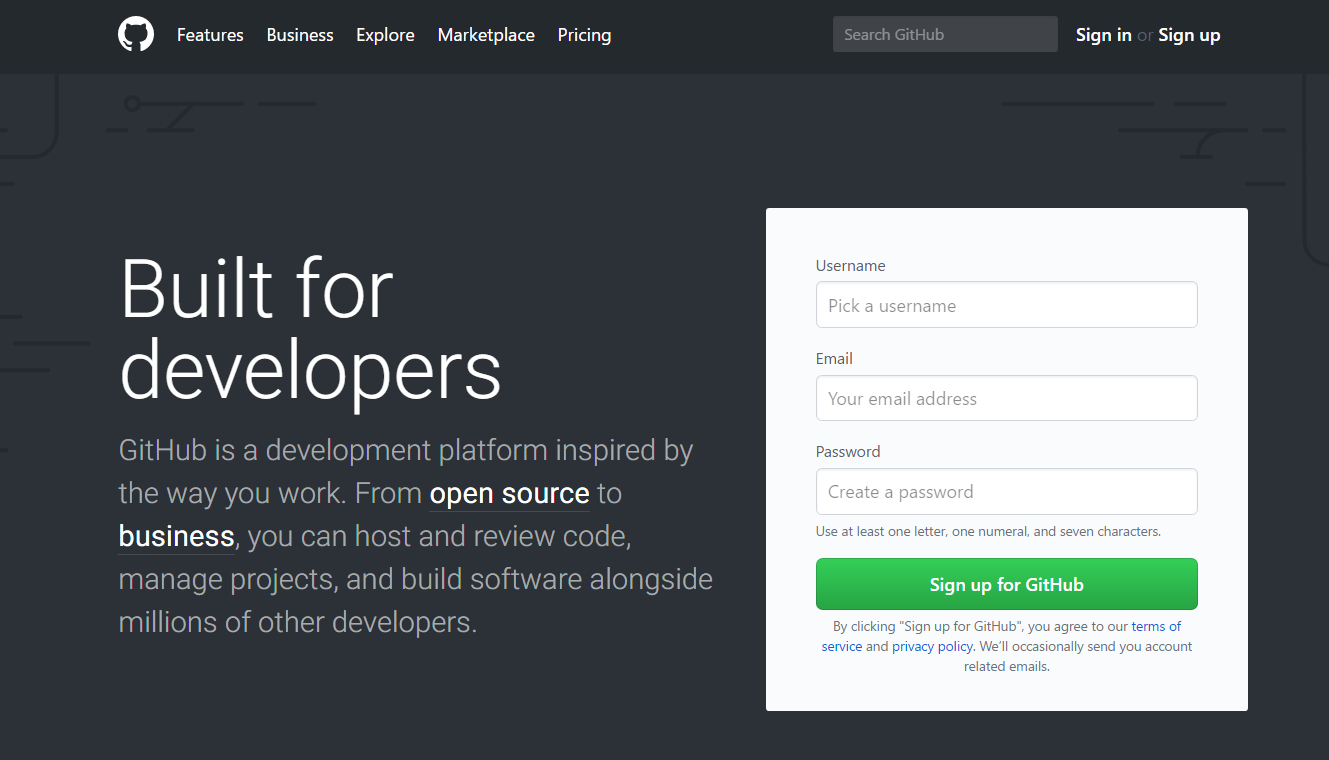 Features Business Explore Marketplace Pricing Search GitHub Sign in or Sign up
Built for
developers
GitHub is a development platform inspired by
the way you work. From open source to
business, you can host and review code,
manage projects, and build software alongside
millions of other developers.
Username
Pick a username
Email
Your email address
Password
Create a password
Use at least one letter, one numeral, and seven characters.
Sign up for GitHub
By clicking "Sign up for GitHub", you agree to our terms of
service and privacy policy. We’ll occasionally send you account
related emails.